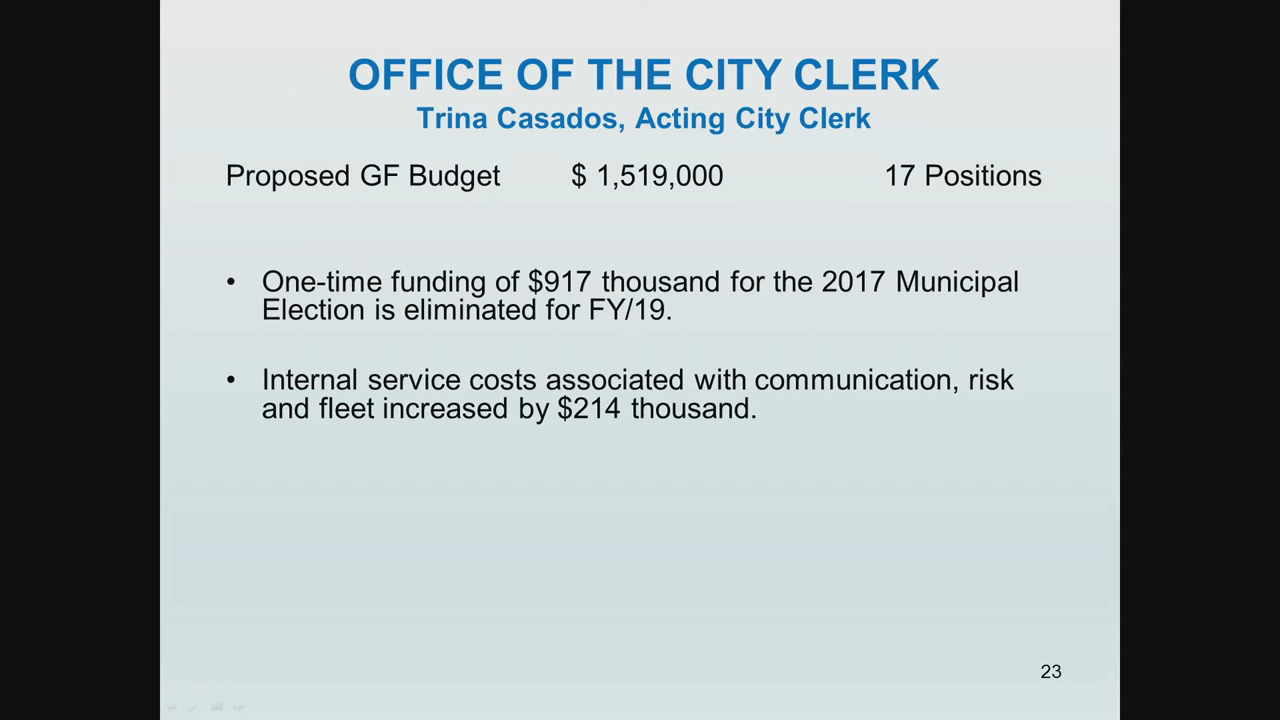 OFFICE OF THE CITY CLERK
Trina Casados, Acting City Clerk
Proposed GF Budget $ 1,519,000 17 Positions
• One-time funding of $917 thousand for the 2017 Municipal
Election is eliminated for FY/19.
• Internal service costs associated with communication, risk
and fleet increased by $214 thousand.
23